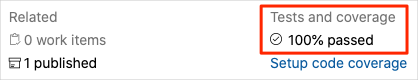 Related
0 work items
1 published
Tests and coverage
100% passed
Setup code coverage